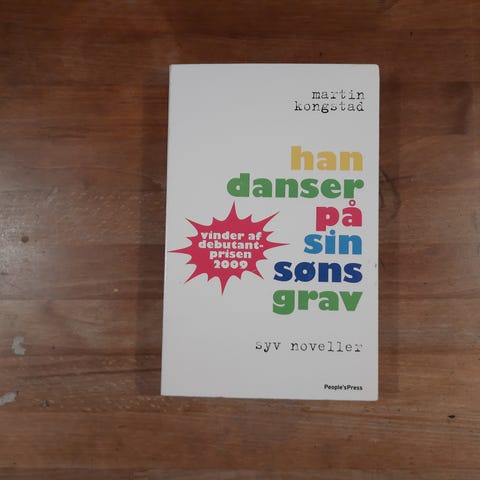 martin
kongstad
han
danser
på
sin
søns
grav
vinder af
debutant-
prisen
2009
syv noveller
People'sPress